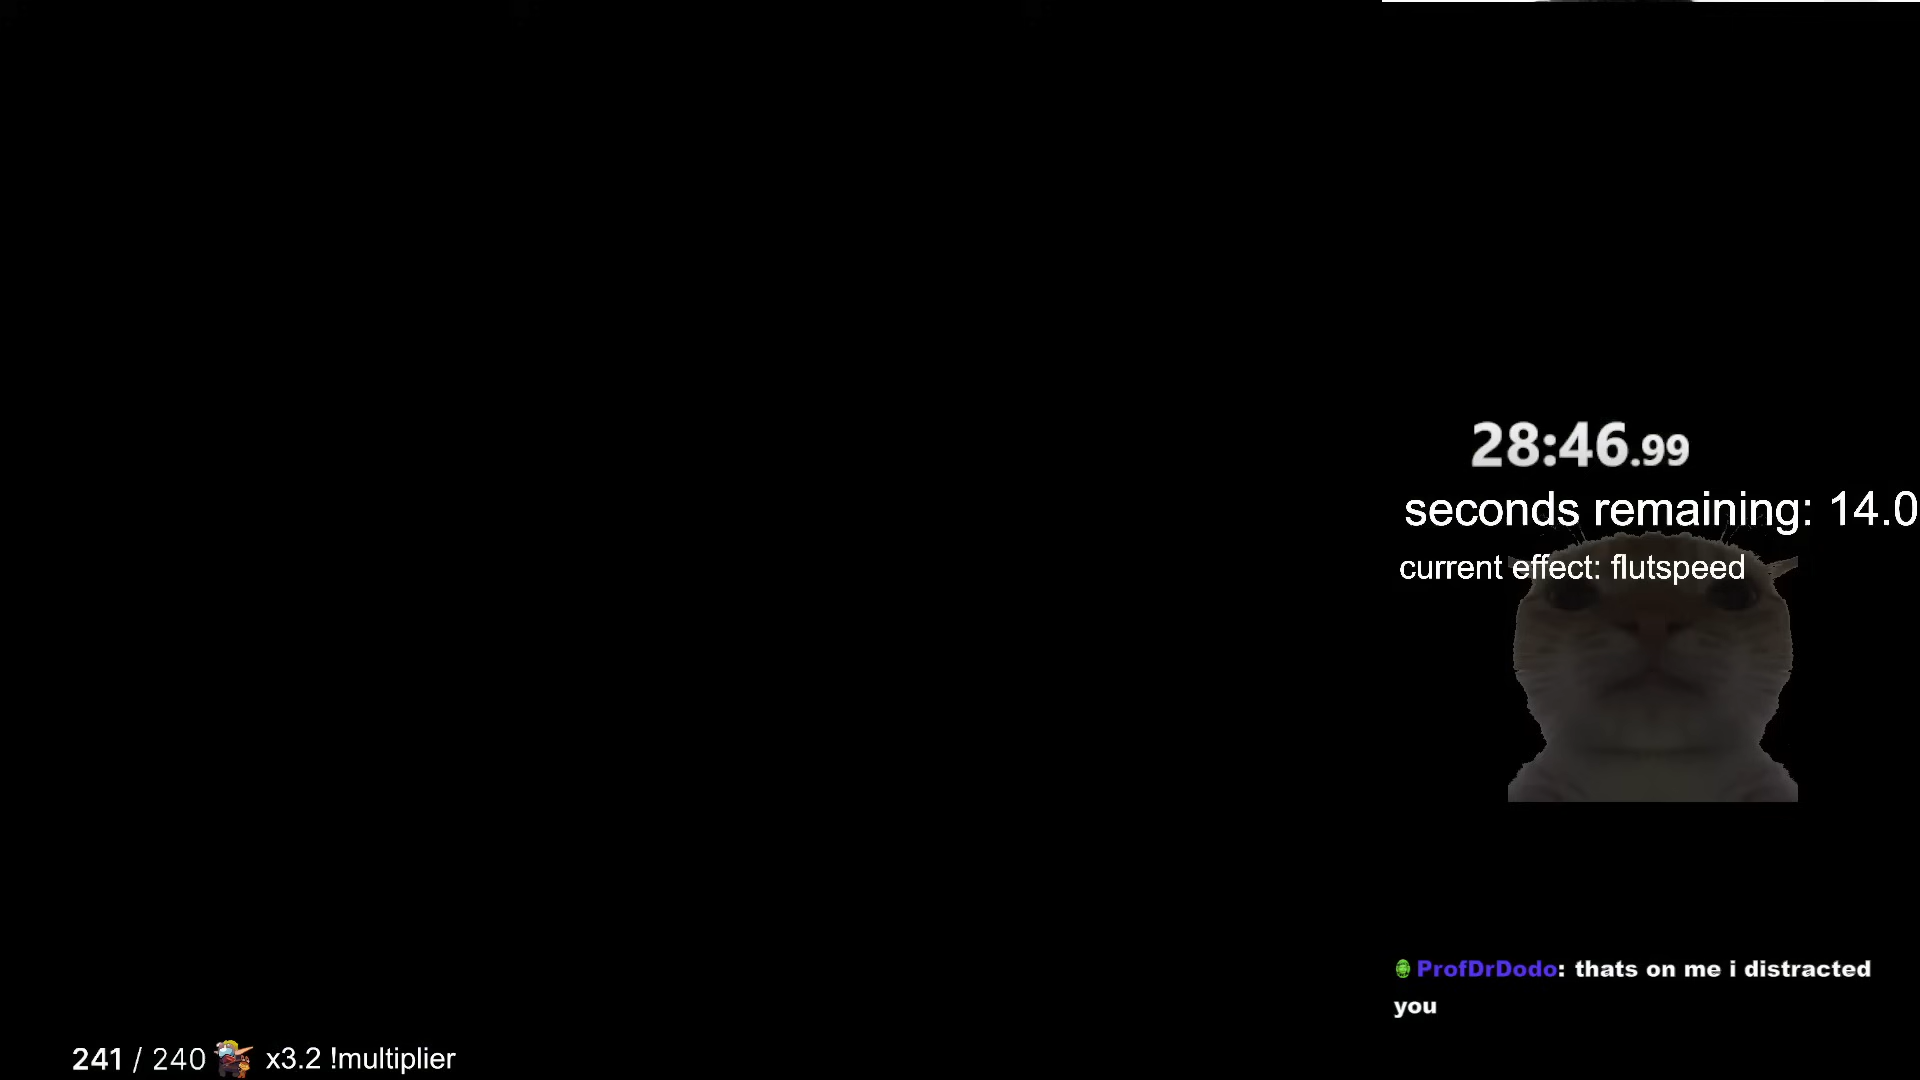 28:46.99
seconds remaining: 14.0
current effect: flutspeed
ProfDrDodo: thats on me i distracted
you
241 / 240 x3.2 !multiplier